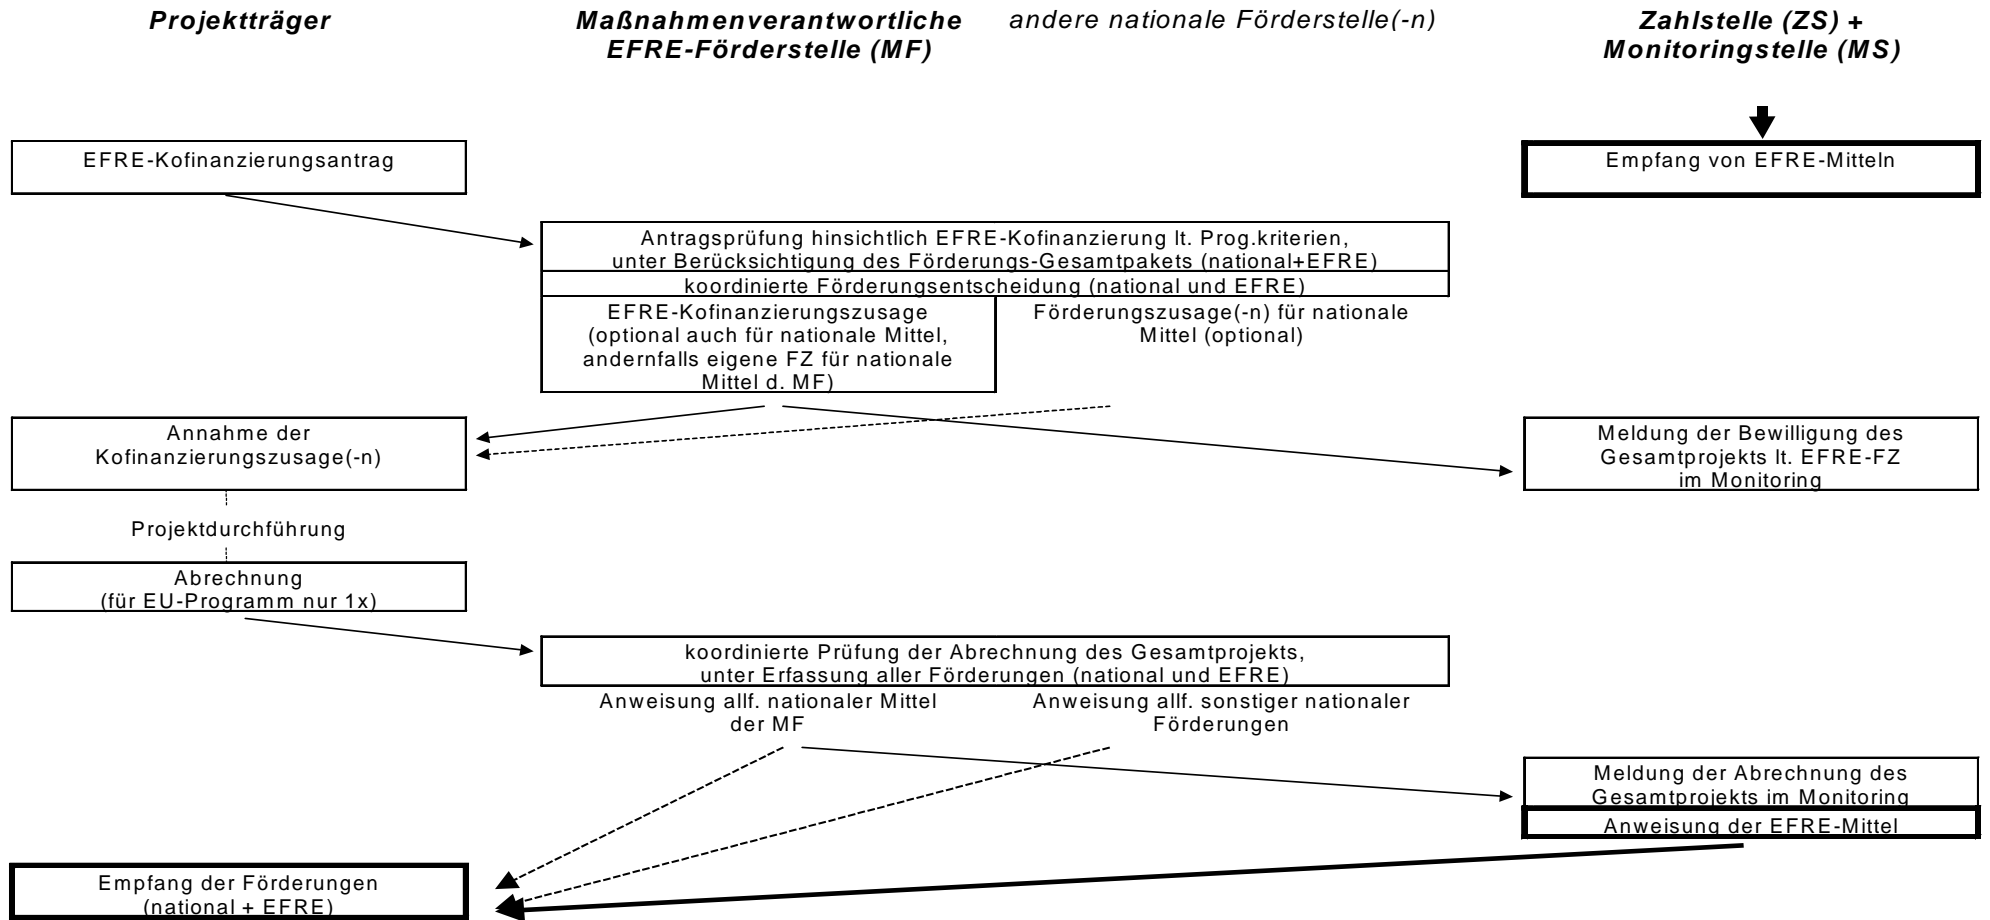 Projektträger
Maßnahmenverantwortliche
EFRE-Förderstelle (MF)
andere nationale Förderstelle(-n)
Zahlstelle (ZS) +
Monitoringstelle (MS)
EFRE-Kofinanzierungsantrag
Empfang von EFRE-Mitteln
Antragsprüfung hinsichtlich EFRE-Kofinanzierung lt. Prog.kriterien,
unter Berücksichtigung des Förderungs-Gesamtpakets (national+EFRE)
koordinierte Förderungsentscheidung (national und EFRE)
EFRE-Kofinanzierungszusage
(optional auch für nationale Mittel,
andernfalls eigene FZ für nationale
Mittel d. MF)
Förderungszusage(-n) für nationale
Mittel (optional)
Annahme der
Kofinanzierungszusage(-n)
Meldung der Bewilligung des
Gesamtprojekts lt. EFRE-FZ
im Monitoring
Projektdurchführung
Abrechnung
(für EU-Programm nur 1x)
koordinierte Prüfung der Abrechnung des Gesamtprojekts,
unter Erfassung aller Förderungen (national und EFRE)
Anweisung allf. nationaler Mittel
der MF
Anweisung allf. sonstiger nationaler
Förderungen
Meldung der Abrechnung des
Gesamtprojekts im Monitoring
Anweisung der EFRE-Mittel
Empfang der Förderungen
(national + EFRE)